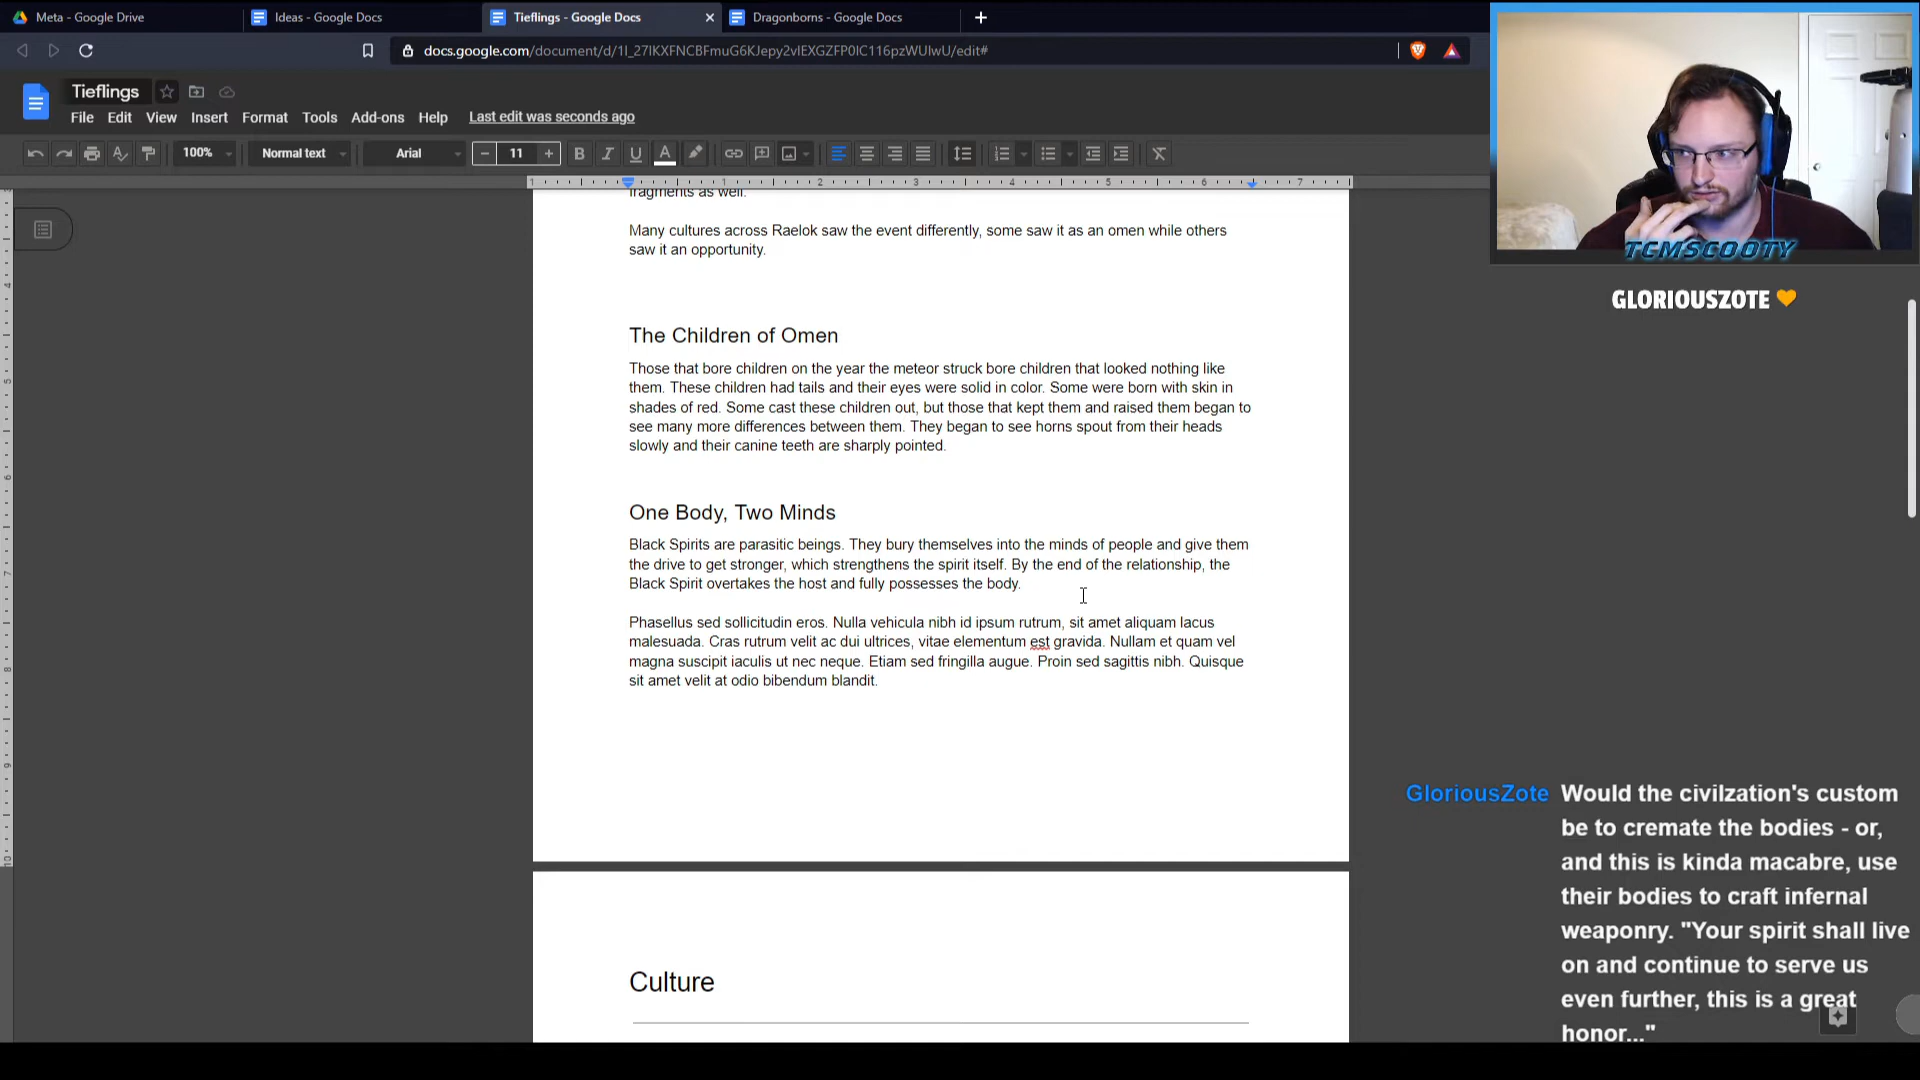 Meta - Google Drive
Ideas - Google Docs
Tieflings - Google Docs
Dragonborns - Google Docs
docs.google.com/document/d/1I_27IKXFNCBFmuG6KJepy2vlEXGZFP0lC116pzWUlwU/edit#
Tieflings
File Edit View Insert Format Tools Add-ons Help Last edit was seconds ago
100% Normal text Arial 11
1 1 2 3 4 5 6 7
fragments as well.
Many cultures across Raelok saw the event differently, some saw it as an omen while others
saw it an opportunity.
The Children of Omen
Those that bore children on the year the meteor struck bore children that looked nothing like
them. These children had tails and their eyes were solid in color. Some were born with skin in
shades of red. Some cast these children out, but those that kept them and raised them began to
see many more differences between them. They began to see horns spout from their heads
slowly and their canine teeth are sharply pointed.
One Body, Two Minds
Black Spirits are parasitic beings. They bury themselves into the minds of people and give them
the drive to get stronger, which strengthens the spirit itself. By the end of the relationship, the
Black Spirit overtakes the host and fully possesses the body.
Phasellus sed sollicitudin eros. Nulla vehicula nibh id ipsum rutrum, sit amet aliquam lacus
malesuada. Cras rutrum velit ac dui ultrices, vitae elementum est gravida. Nullam et quam vel
magna suscipit iaculis ut nec neque. Etiam sed fringilla augue. Proin sed sagittis nibh. Quisque
sit amet velit at odio bibendum blandit.
Culture
TCMSCOOTY
GLORIOUSZOTE
GloriousZote Would the civilzation's custom
be to cremate the bodies - or,
and this is kinda macabre, use
their bodies to craft infernal
weaponry. "Your spirit shall live
on and continue to serve us
even further, this is a great
honor..."